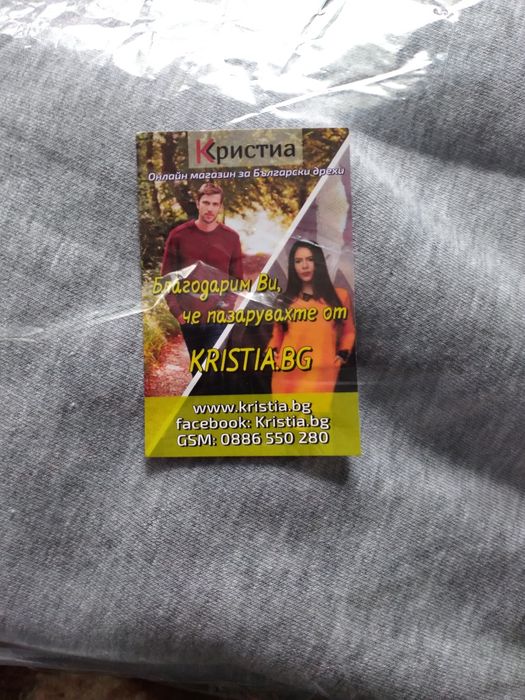 Кристиа
Онлайн магазин за Български дрехи
Благодарим Ви,
че пазарувахте от
KRISTIA.BG
www.kristia.bg
facebook: Kristia.bg
GSM: 0886 550 280